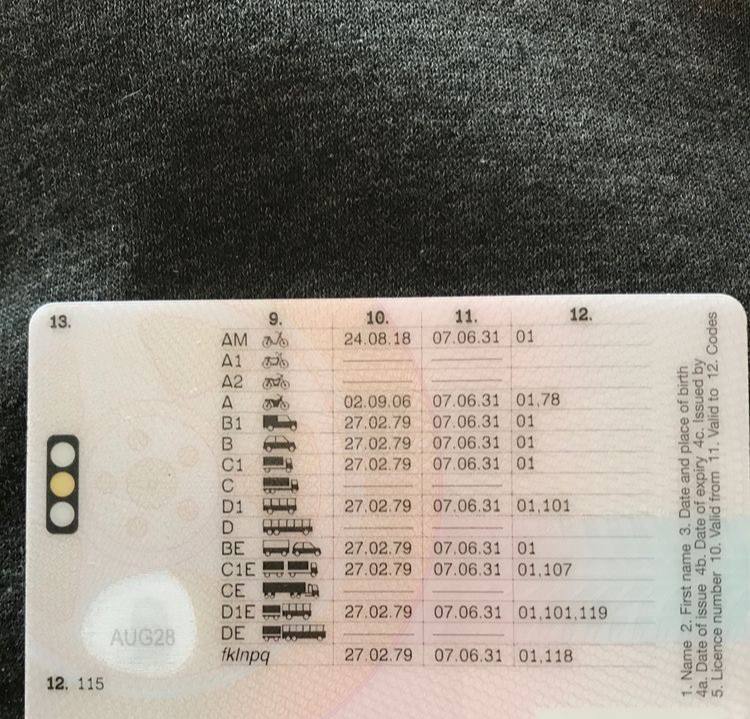 13. 9. 10. 11. 12.
AM 24.08.18 07.06.31 01
A1
A2
A 02.09.06 07.06.31 01,78
B1 27.02.79 07.06.31 01
B 27.02.79 07.06.31 01
C1 27.02.79 07.06.31 01
C
D1 27.02.79 07.06.31 01,101
D
BE 27.02.79 07.06.31 01
C1E 27.02.79 07.06.31 01,107
CE
D1E 27.02.79 07.06.31 01,101,119
DE
fklnpq 27.02.79 07.06.31 01,118
AUG28
12. 115
1. Name 2. First name 3. Date and place of birth
4a. Date of issue 4b. Date of expiry 4c. Issued by
5. Licence number 10. Valid from 11. Valid to 12. Codes